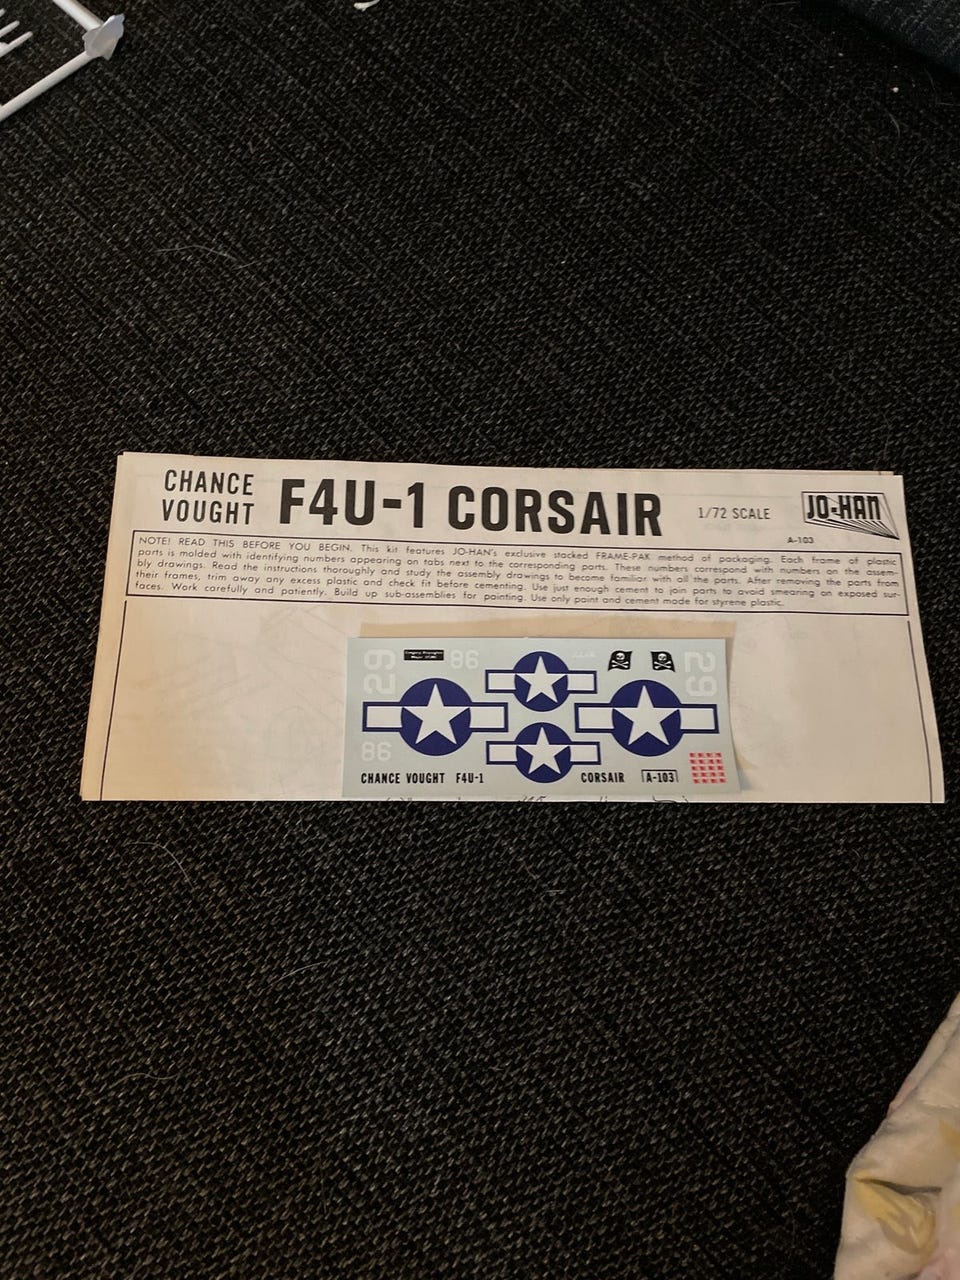 CHANCE
VOUGHT
F4U-1 CORSAIR
1/72 SCALE
JO-HAN
A-103
NOTE! READ THIS BEFORE YOU BEGIN. This kit features JO-HAN's exclusive stacked FRAME-PAK method of packaging. Each frame of plastic
parts is molded with identifying numbers appearing on tabs next to the corresponding parts. These numbers correspond with numbers on the assem-
bly drawings. Read the instructions thoroughly and study the assembly drawings to become familiar with all the parts. After removing the parts from
their frames, trim away any excess plastic and check fit before cementing. Use just enough cement to join parts to avoid smearing on exposed sur-
faces. Work carefully and patiently. Build up sub-assemblies for painting. Use only paint and cement made for styrene plastic.
29
86
29
86
CHANCE VOUGHT F4U-1 CORSAIR A-103